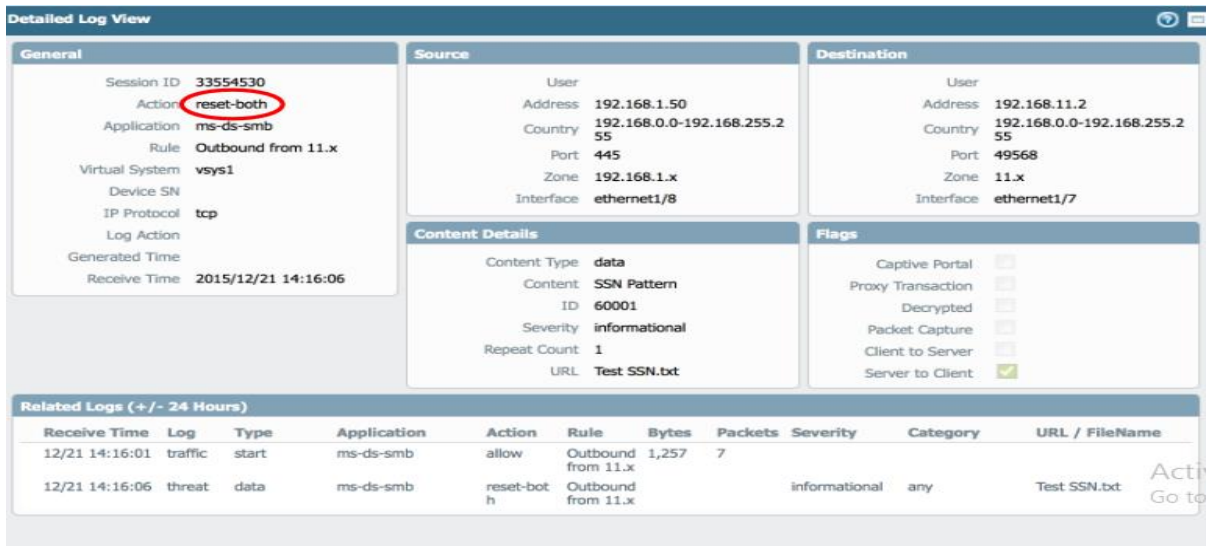 Detailed Log View
General
Session ID 33554530
Action reset-both
Application ms-ds-smb
Rule Outbound from 11.x
Virtual System vsys1
Device SN
IP Protocol tcp
Log Action
Generated Time
Receive Time 2015/12/21 14:16:06
Source
User
Address 192.168.1.50
Country 192.168.0.0-192.168.255.2
55
Port 445
Zone 192.168.1.x
Interface ethernet1/8
Destination
User
Address 192.168.11.2
Country 192.168.0.0-192.168.255.2
55
Port 49568
Zone 11.x
Interface ethernet1/7
Content Details
Content Type data
Content SSN Pattern
ID 60001
Severity informational
Repeat Count 1
URL Test SSN.txt
Flags
Captive Portal
Proxy Transaction
Decrypted
Packet Capture
Client to Server
Server to Client
Related Logs (+/- 24 Hours)
Receive Time Log Type Application Action Rule Bytes Packets Severity Category URL / FileName
12/21 14:16:01 traffic start ms-ds-smb allow Outbound 1,257 7
from 11.x
12/21 14:16:06 threat data ms-ds-smb reset-bot Outbound informational any Test SSN.txt
h from 11.x
Acti
Go to